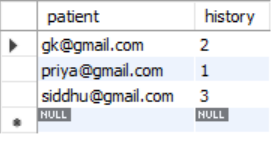 patient history
gk@gmail.com 2
priya@gmail.com 1
siddhu@gmail.com 3
NULL NULL